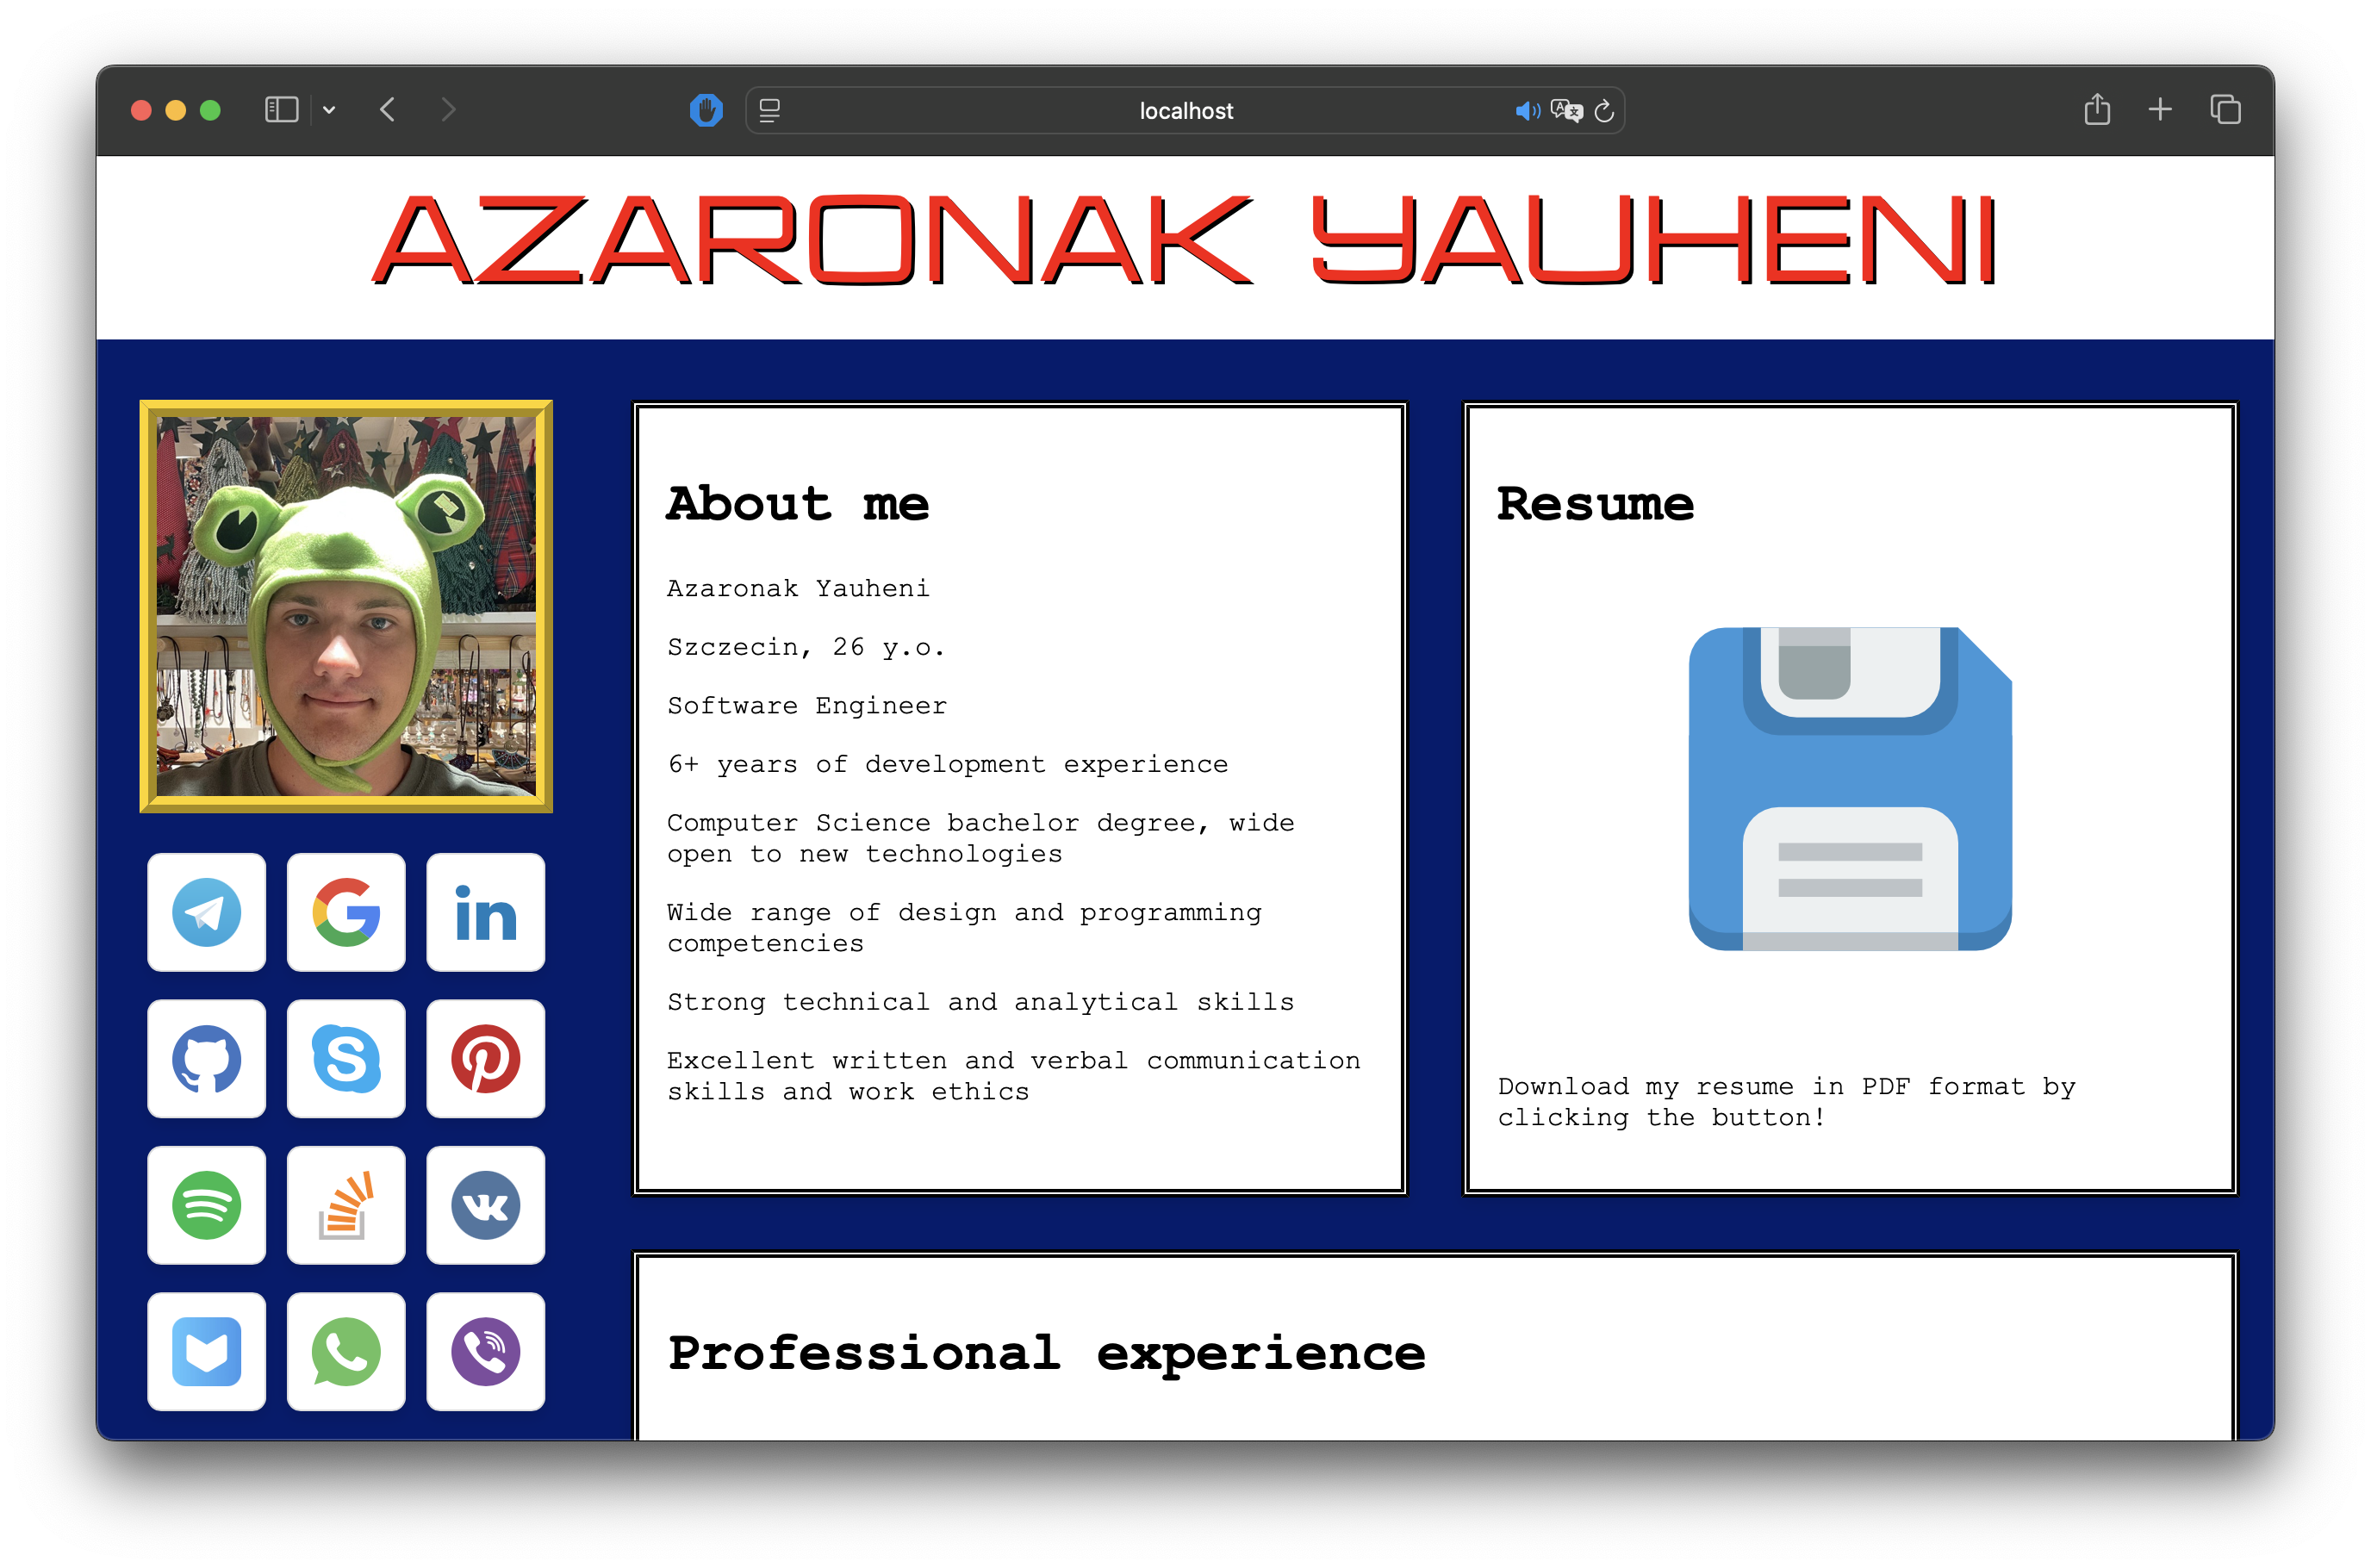 localhost
AZARONAK YAUHENI
About me
Azaronak Yauheni
Szczecin, 26 y.o.
Software Engineer
6+ years of development experience
Computer Science bachelor degree, wide
open to new technologies
Wide range of design and programming
competencies
Strong technical and analytical skills
Excellent written and verbal communication
skills and work ethics
Resume
Download my resume in PDF format by
clicking the button!
Professional experience